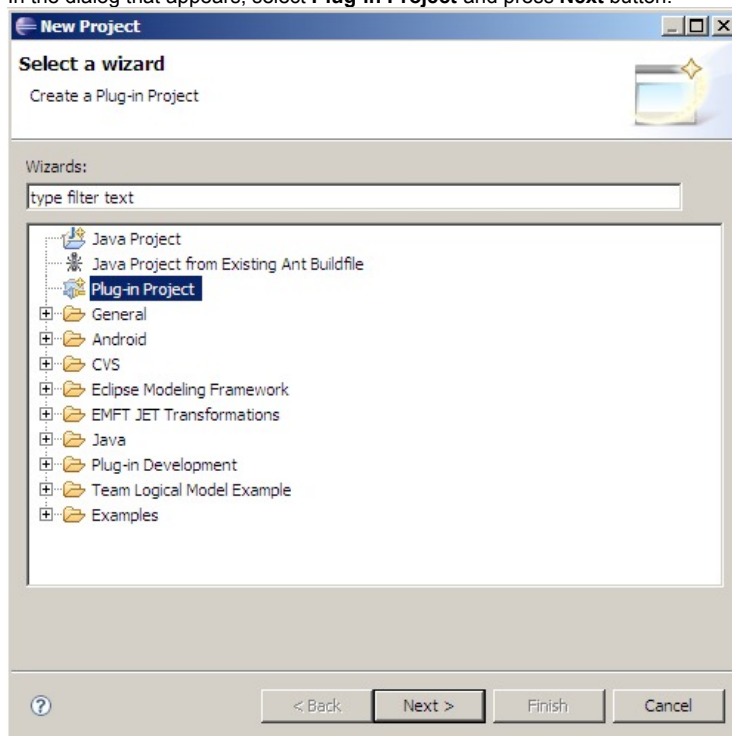 In the dialog that appears, select Plug-in Project and press Next button.
New Project
Select a wizard
Create a Plug-in Project
Wizards:
type filter text
Java Project
Java Project from Existing Ant Buildfile
Plug-in Project
General
Android
CVS
Eclipse Modeling Framework
EMFT JET Transformations
Java
Plug-in Development
Team Logical Model Example
Examples
?
< Back
Next >
Finish
Cancel